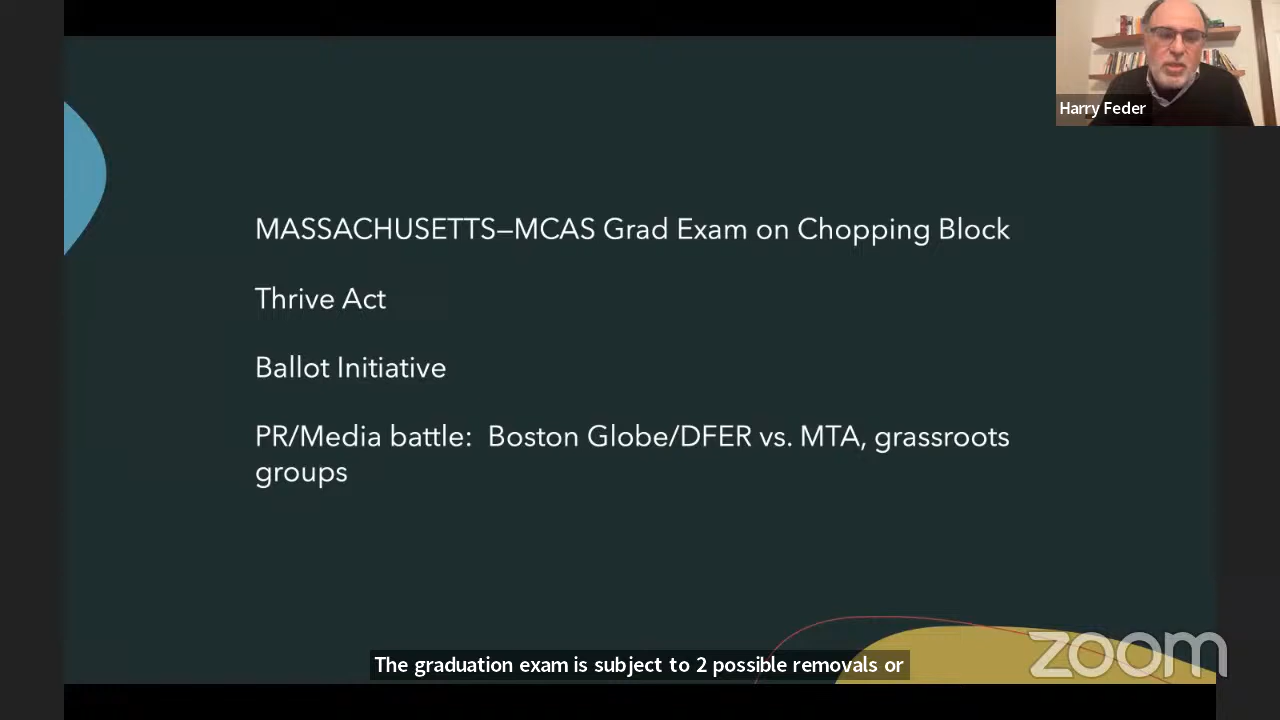 Harry Feder
MASSACHUSETTS—MCAS Grad Exam on Chopping Block
Thrive Act
Ballot Initiative
PR/Media battle:  Boston Globe/DFER vs. MTA, grassroots
groups
The graduation exam is subject to 2 possible removals or
zoom